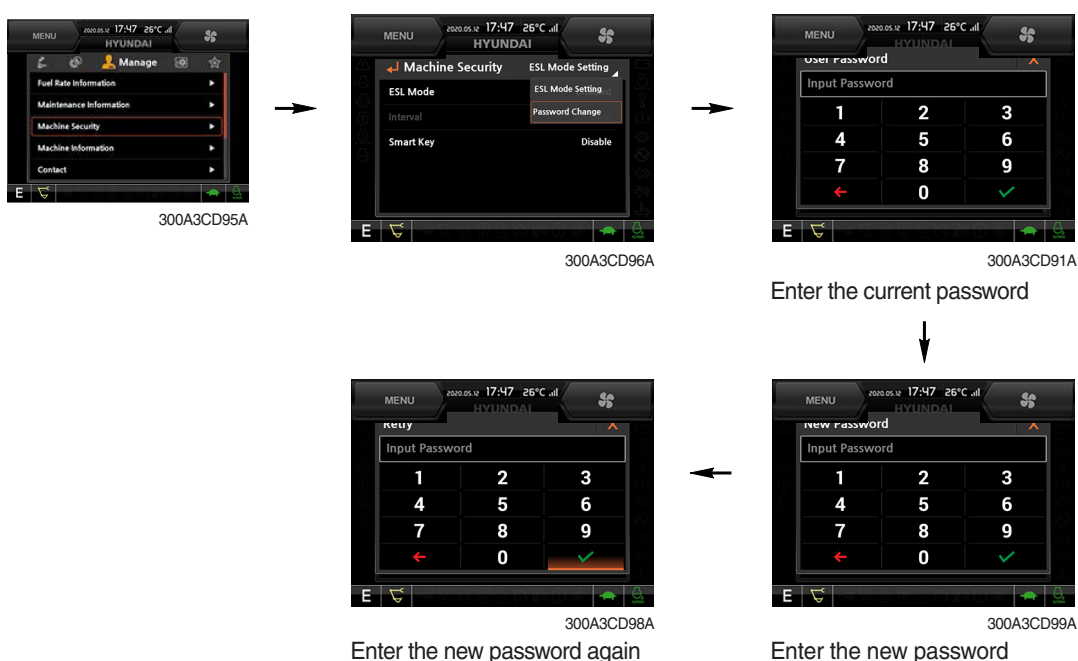 MENU
2020.05.12 17:47 26°C
HYUNDAI
Manage
Fuel Rate Information
Maintenance Information
Machine Security
Machine Information
Contact
E
300A3CD95A
MENU
2020.05.12 17:47 26°C
HYUNDAI
Machine Security ESL Mode Setting
ESL Mode
ESL Mode Setting
Interval
Password Change
Smart Key Disable
E
300A3CD96A
MENU
2020.05.12 17:47 26°C
HYUNDAI
User Password X
Input Password
1 2 3
4 5 6
7 8 9
0
E
300A3CD91A
Enter the current password
MENU
2020.05.12 17:47 26°C
HYUNDAI
Retry X
Input Password
1 2 3
4 5 6
7 8 9
0
E
300A3CD98A
Enter the new password again
MENU
2020.05.12 17:47 26°C
HYUNDAI
New Password X
Input Password
1 2 3
4 5 6
7 8 9
0
E
300A3CD99A
Enter the new password